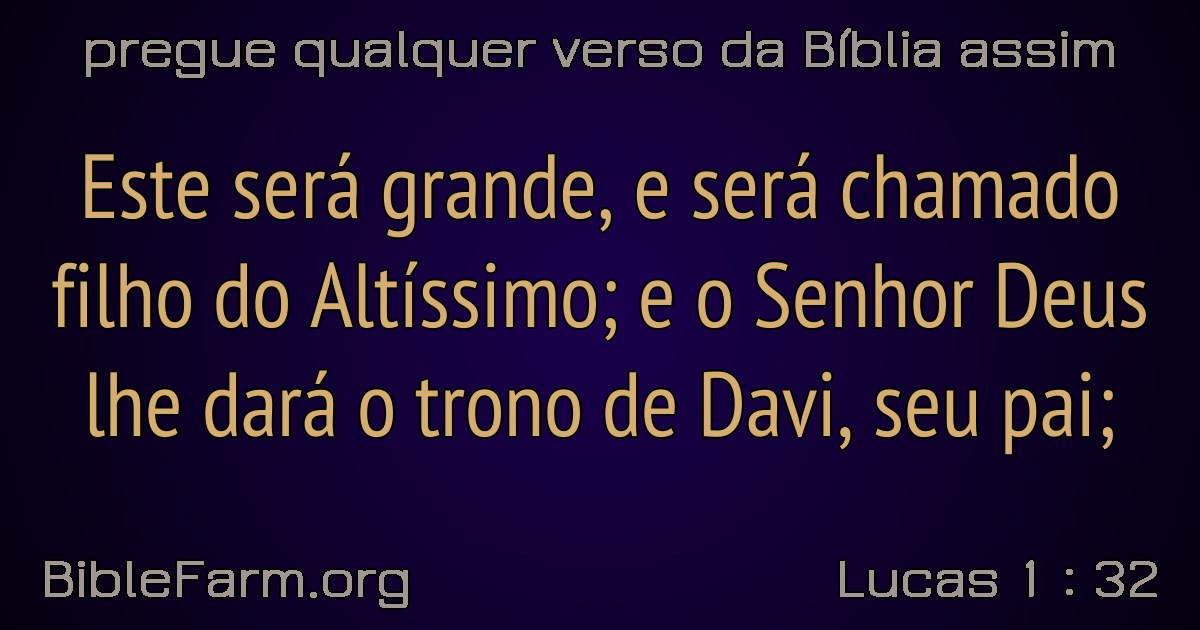 pregue qualquer verso da Bíblia assim
Este será grande, e será chamado
filho do Altíssimo; e o Senhor Deus
lhe dará o trono de Davi, seu pai;
BibleFarm.org
Lucas 1 : 32